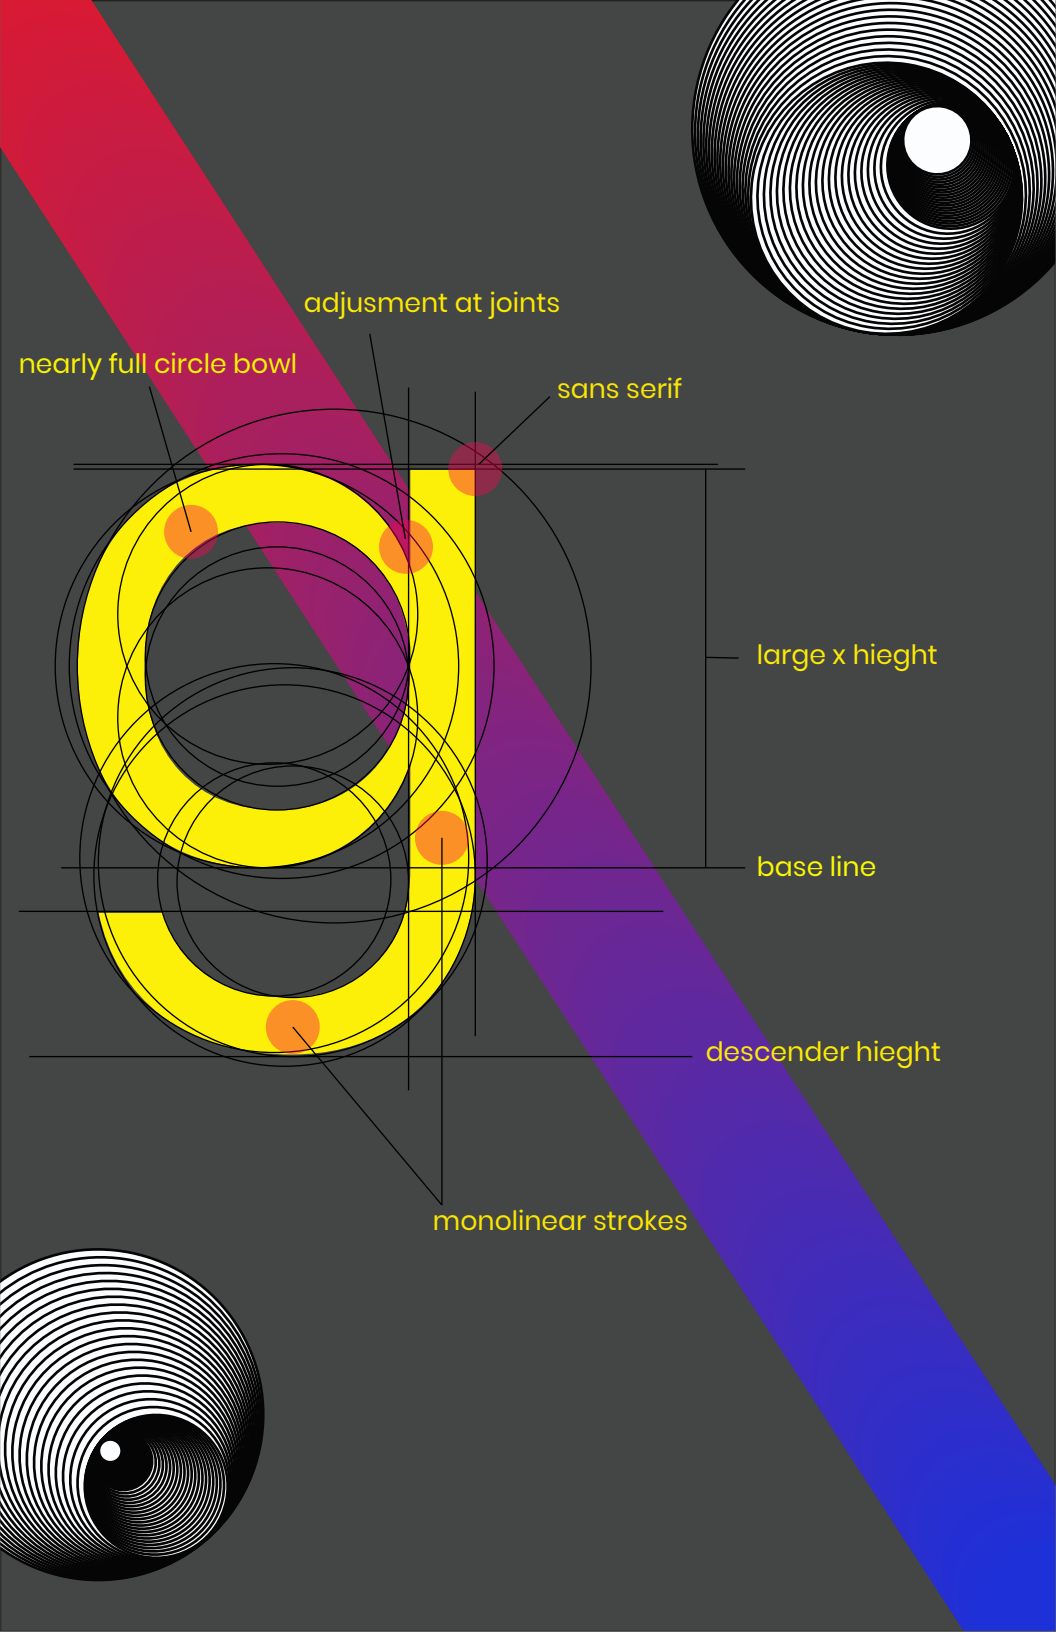 adjusment at joints
nearly full circle bowl
sans serif
g
large x hieght
base line
descender hieght
monolinear strokes